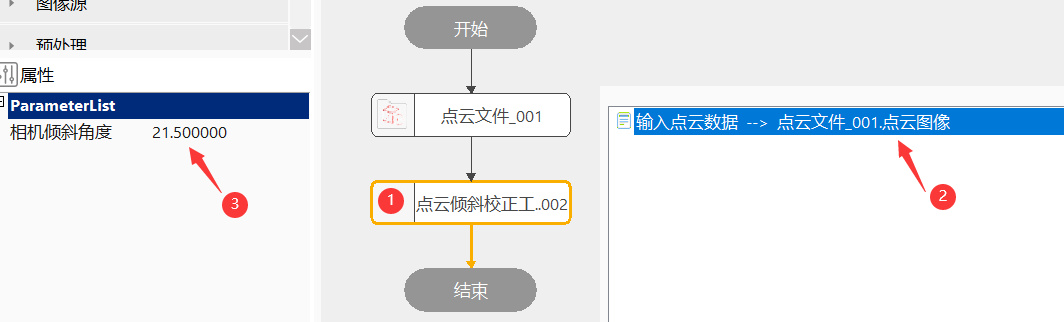 图像源
预处理
属性
ParameterList
相机倾斜角度 21.500000
3
开始
点云文件_001
1
点云倾斜校正工..002
结束
输入点云数据 --> 点云文件_001.点云图像
2